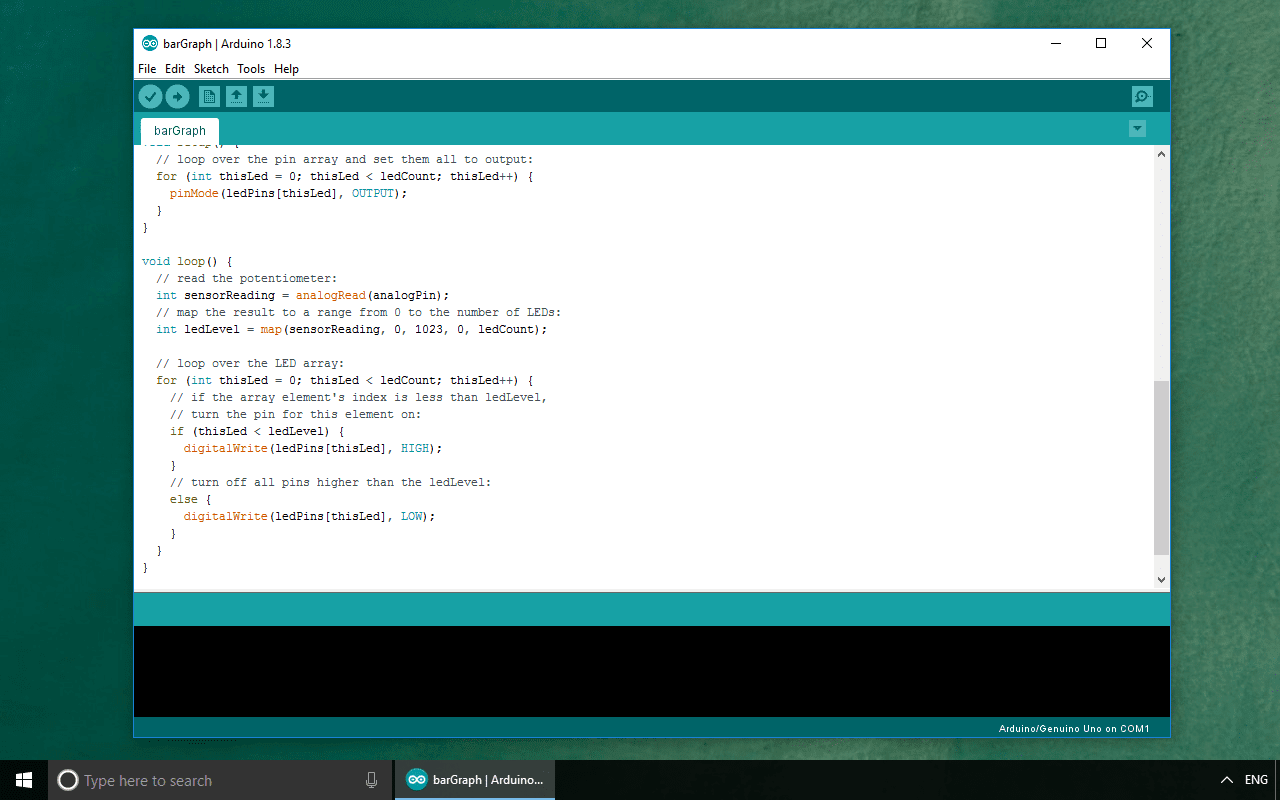 barGraph | Arduino 1.8.3
File Edit Sketch Tools Help
barGraph
// loop over the pin array and set them all to output:
for (int thisLed = 0; thisLed < ledCount; thisLed++) {
pinMode(ledPins[thisLed], OUTPUT);
}
}
void loop() {
// read the potentiometer:
int sensorReading = analogRead(analogPin);
// map the result to a range from 0 to the number of LEDs:
int ledLevel = map(sensorReading, 0, 1023, 0, ledCount);
// loop over the LED array:
for (int thisLed = 0; thisLed < ledCount; thisLed++) {
// if the array element's index is less than ledLevel,
// turn the pin for this element on:
if (thisLed < ledLevel) {
digitalWrite(ledPins[thisLed], HIGH);
}
// turn off all pins higher than the ledLevel:
else {
digitalWrite(ledPins[thisLed], LOW);
}
}
}
Arduino/Genuino Uno on COM1
Type here to search
barGraph | Arduino...
ENG